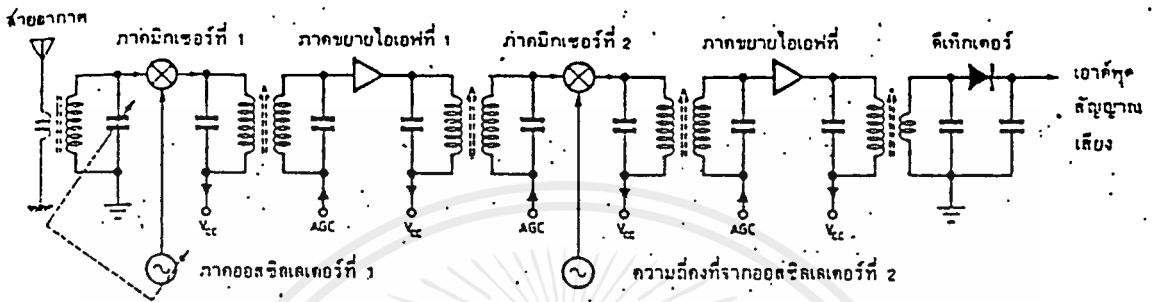 สายอากาศ
ภาคมิกเซอร์ที่ 1
ภาคขยายไอเอฟที่ 1
ภาคมิกเซอร์ที่ 2
ภาคขยายไอเอฟที่
ดีเท็กเตอร์
เอาต์พุต
สัญญาณ
เสียง
VCC
AGC
VCC
AGC
VCC
AGC
VCC
ภาคออสซิลเลเตอร์ที่ 1
ความถี่คงที่จากออสซิลเลเตอร์ที่ 2